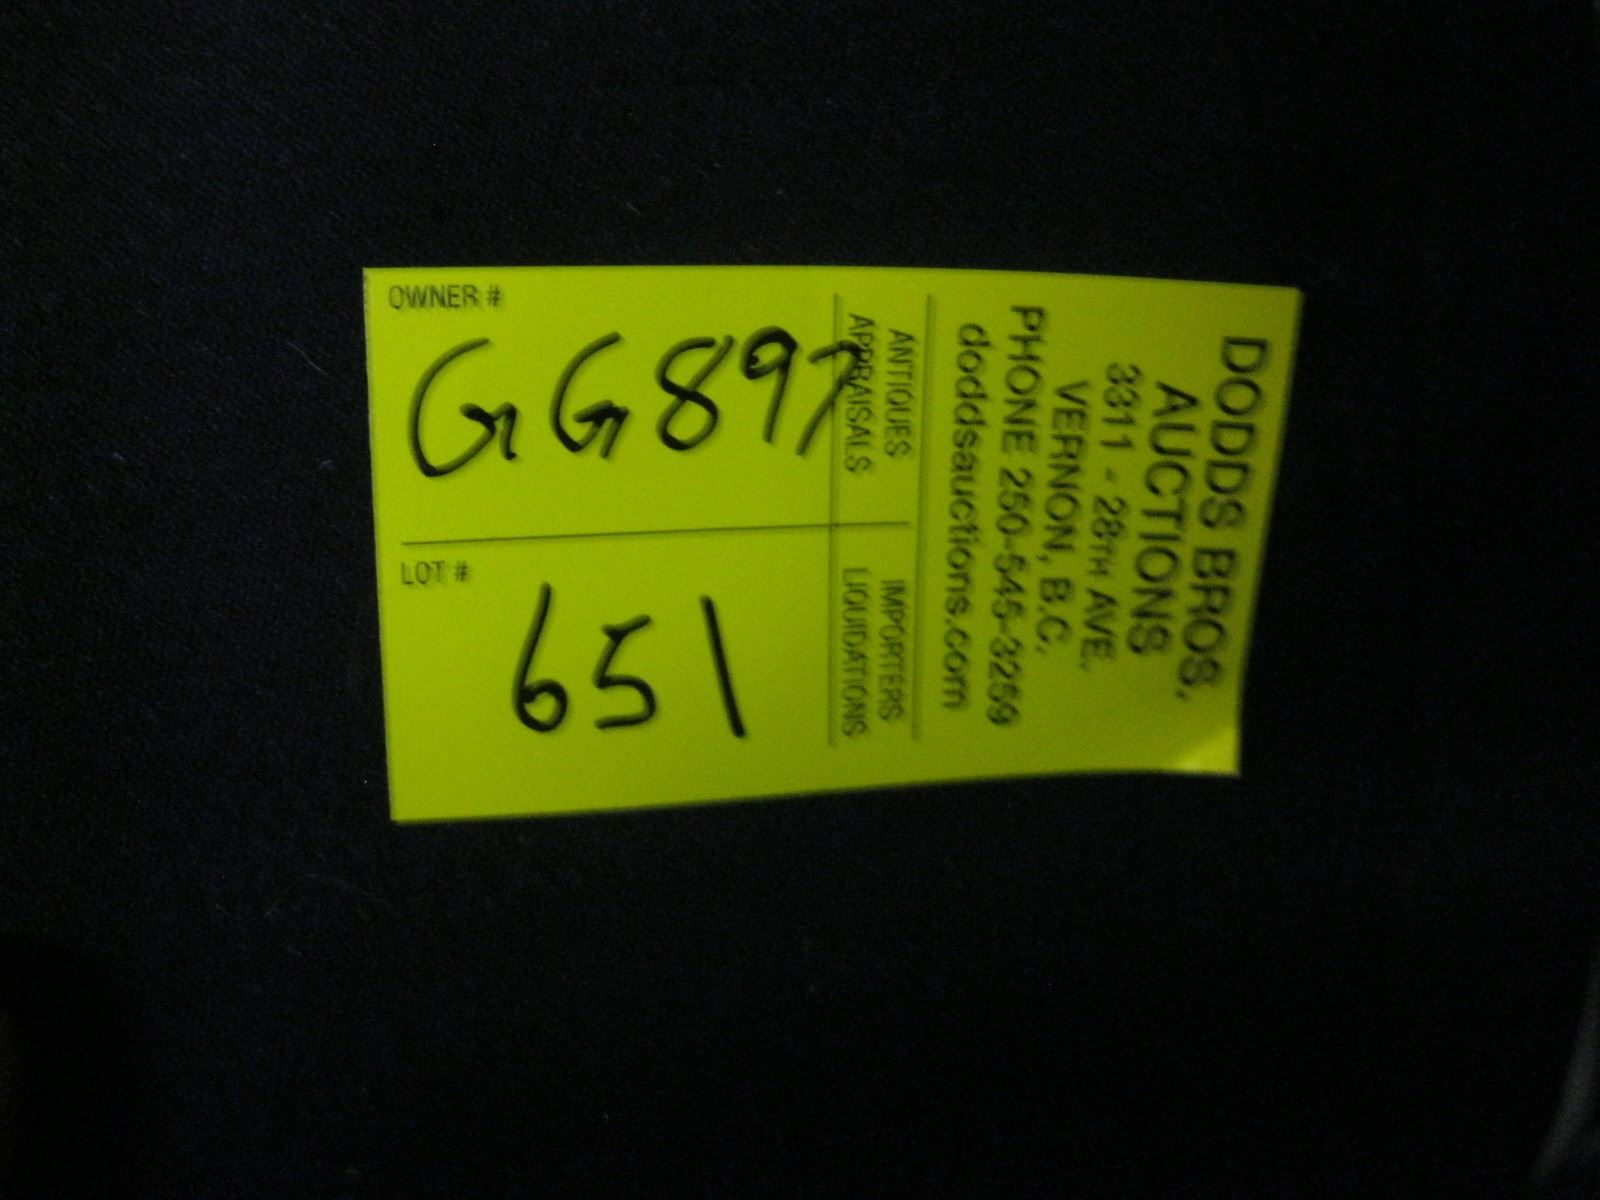 OWNER #
GG897
LOT #
651
ANTIQUES
APPRAISALS
IMPORTERS
LIQUIDATIONS
DODDS BROS.
AUCTIONS
3311 - 28TH AVE.
VERNON, B.C.
PHONE 250-545-3259
doddsauctions.com